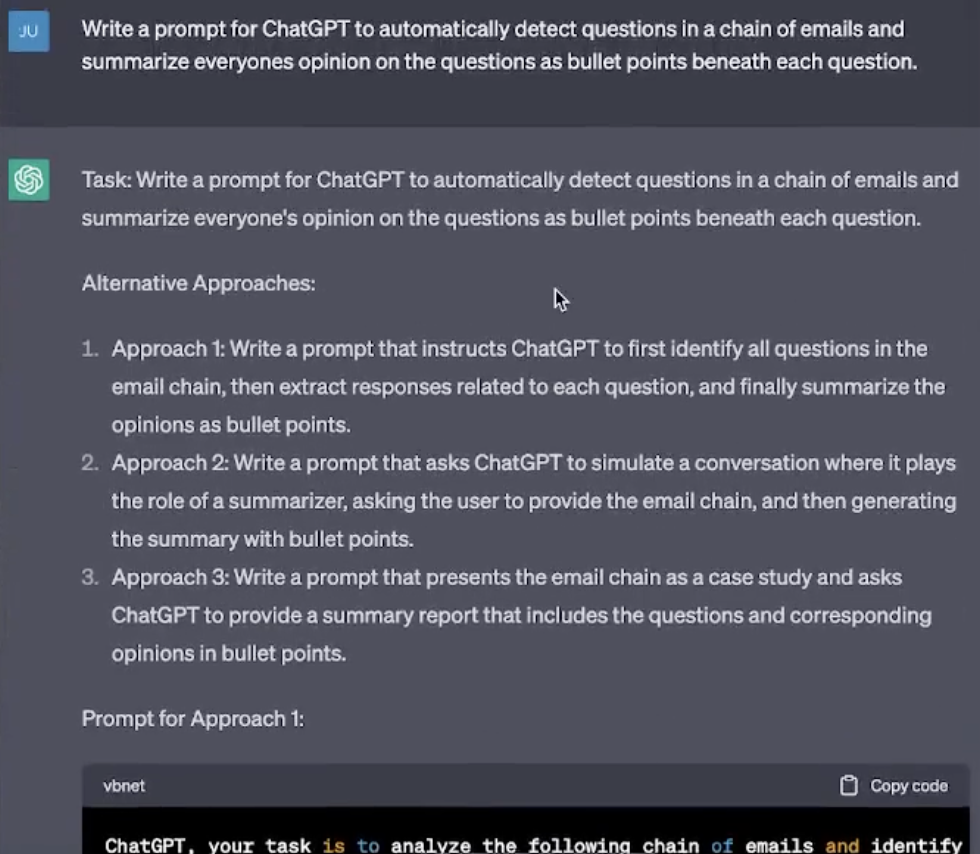 JU
Write a prompt for ChatGPT to automatically detect questions in a chain of emails and
summarize everyones opinion on the questions as bullet points beneath each question.
Task: Write a prompt for ChatGPT to automatically detect questions in a chain of emails and
summarize everyone's opinion on the questions as bullet points beneath each question.
Alternative Approaches:
1. Approach 1: Write a prompt that instructs ChatGPT to first identify all questions in the
email chain, then extract responses related to each question, and finally summarize the
opinions as bullet points.
2. Approach 2: Write a prompt that asks ChatGPT to simulate a conversation where it plays
the role of a summarizer, asking the user to provide the email chain, and then generating
the summary with bullet points.
3. Approach 3: Write a prompt that presents the email chain as a case study and asks
ChatGPT to provide a summary report that includes the questions and corresponding
opinions in bullet points.
Prompt for Approach 1:
vbnet
Copy code
ChatGPT, your task is to analyze the following chain of emails and identify